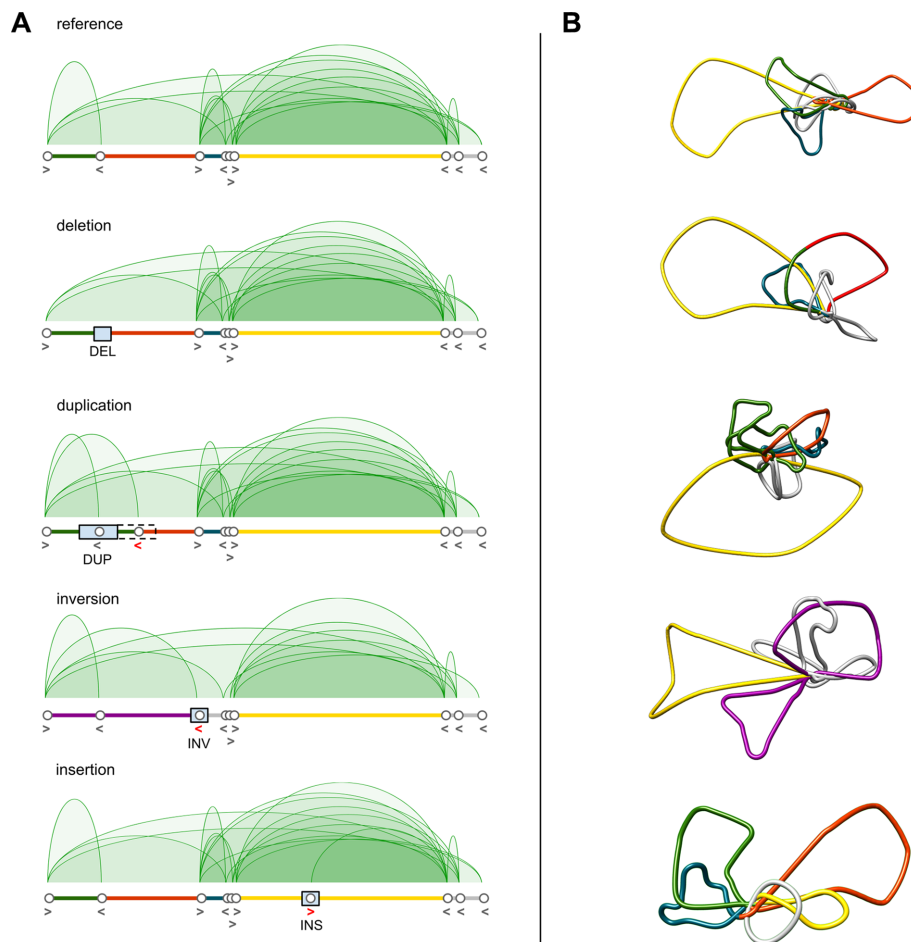 A
B
reference
> < < > > < < <
deletion
DEL
> < > > < < <
duplication
> < < < > > < < <
DUP
inversion
> < < > > < < <
INV
insertion
> < < > > < < <
INS